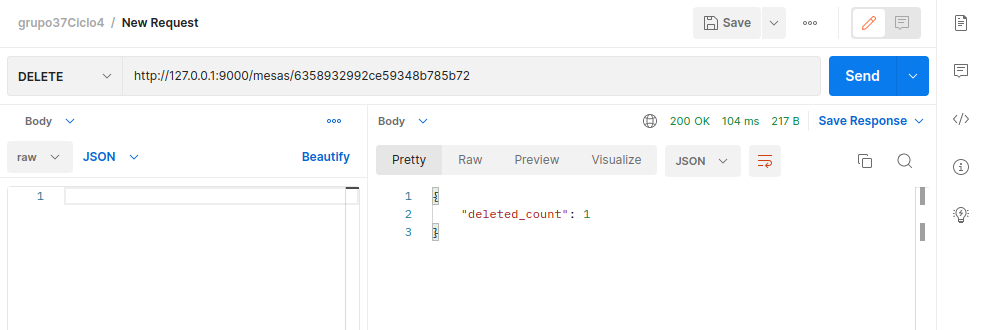 grupo37Ciclo4 / New Request
Save
DELETE
http://127.0.0.1:9000/mesas/6358932992ce59348b785b72
Send
Body
raw
JSON
Beautify
1
Body
200 OK 104 ms 217 B
Save Response
Pretty Raw Preview Visualize
JSON
1 {
2 "deleted_count": 1
3 }